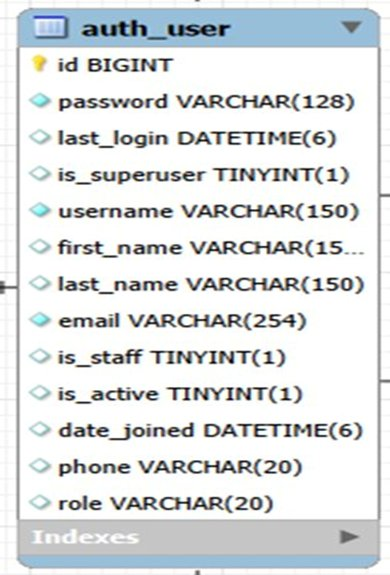 auth_user
id BIGINT
password VARCHAR(128)
last_login DATETIME(6)
is_superuser TINYINT(1)
username VARCHAR(150)
first_name VARCHAR(15...
last_name VARCHAR(150)
email VARCHAR(254)
is_staff TINYINT(1)
is_active TINYINT(1)
date_joined DATETIME(6)
phone VARCHAR(20)
role VARCHAR(20)
Indexes